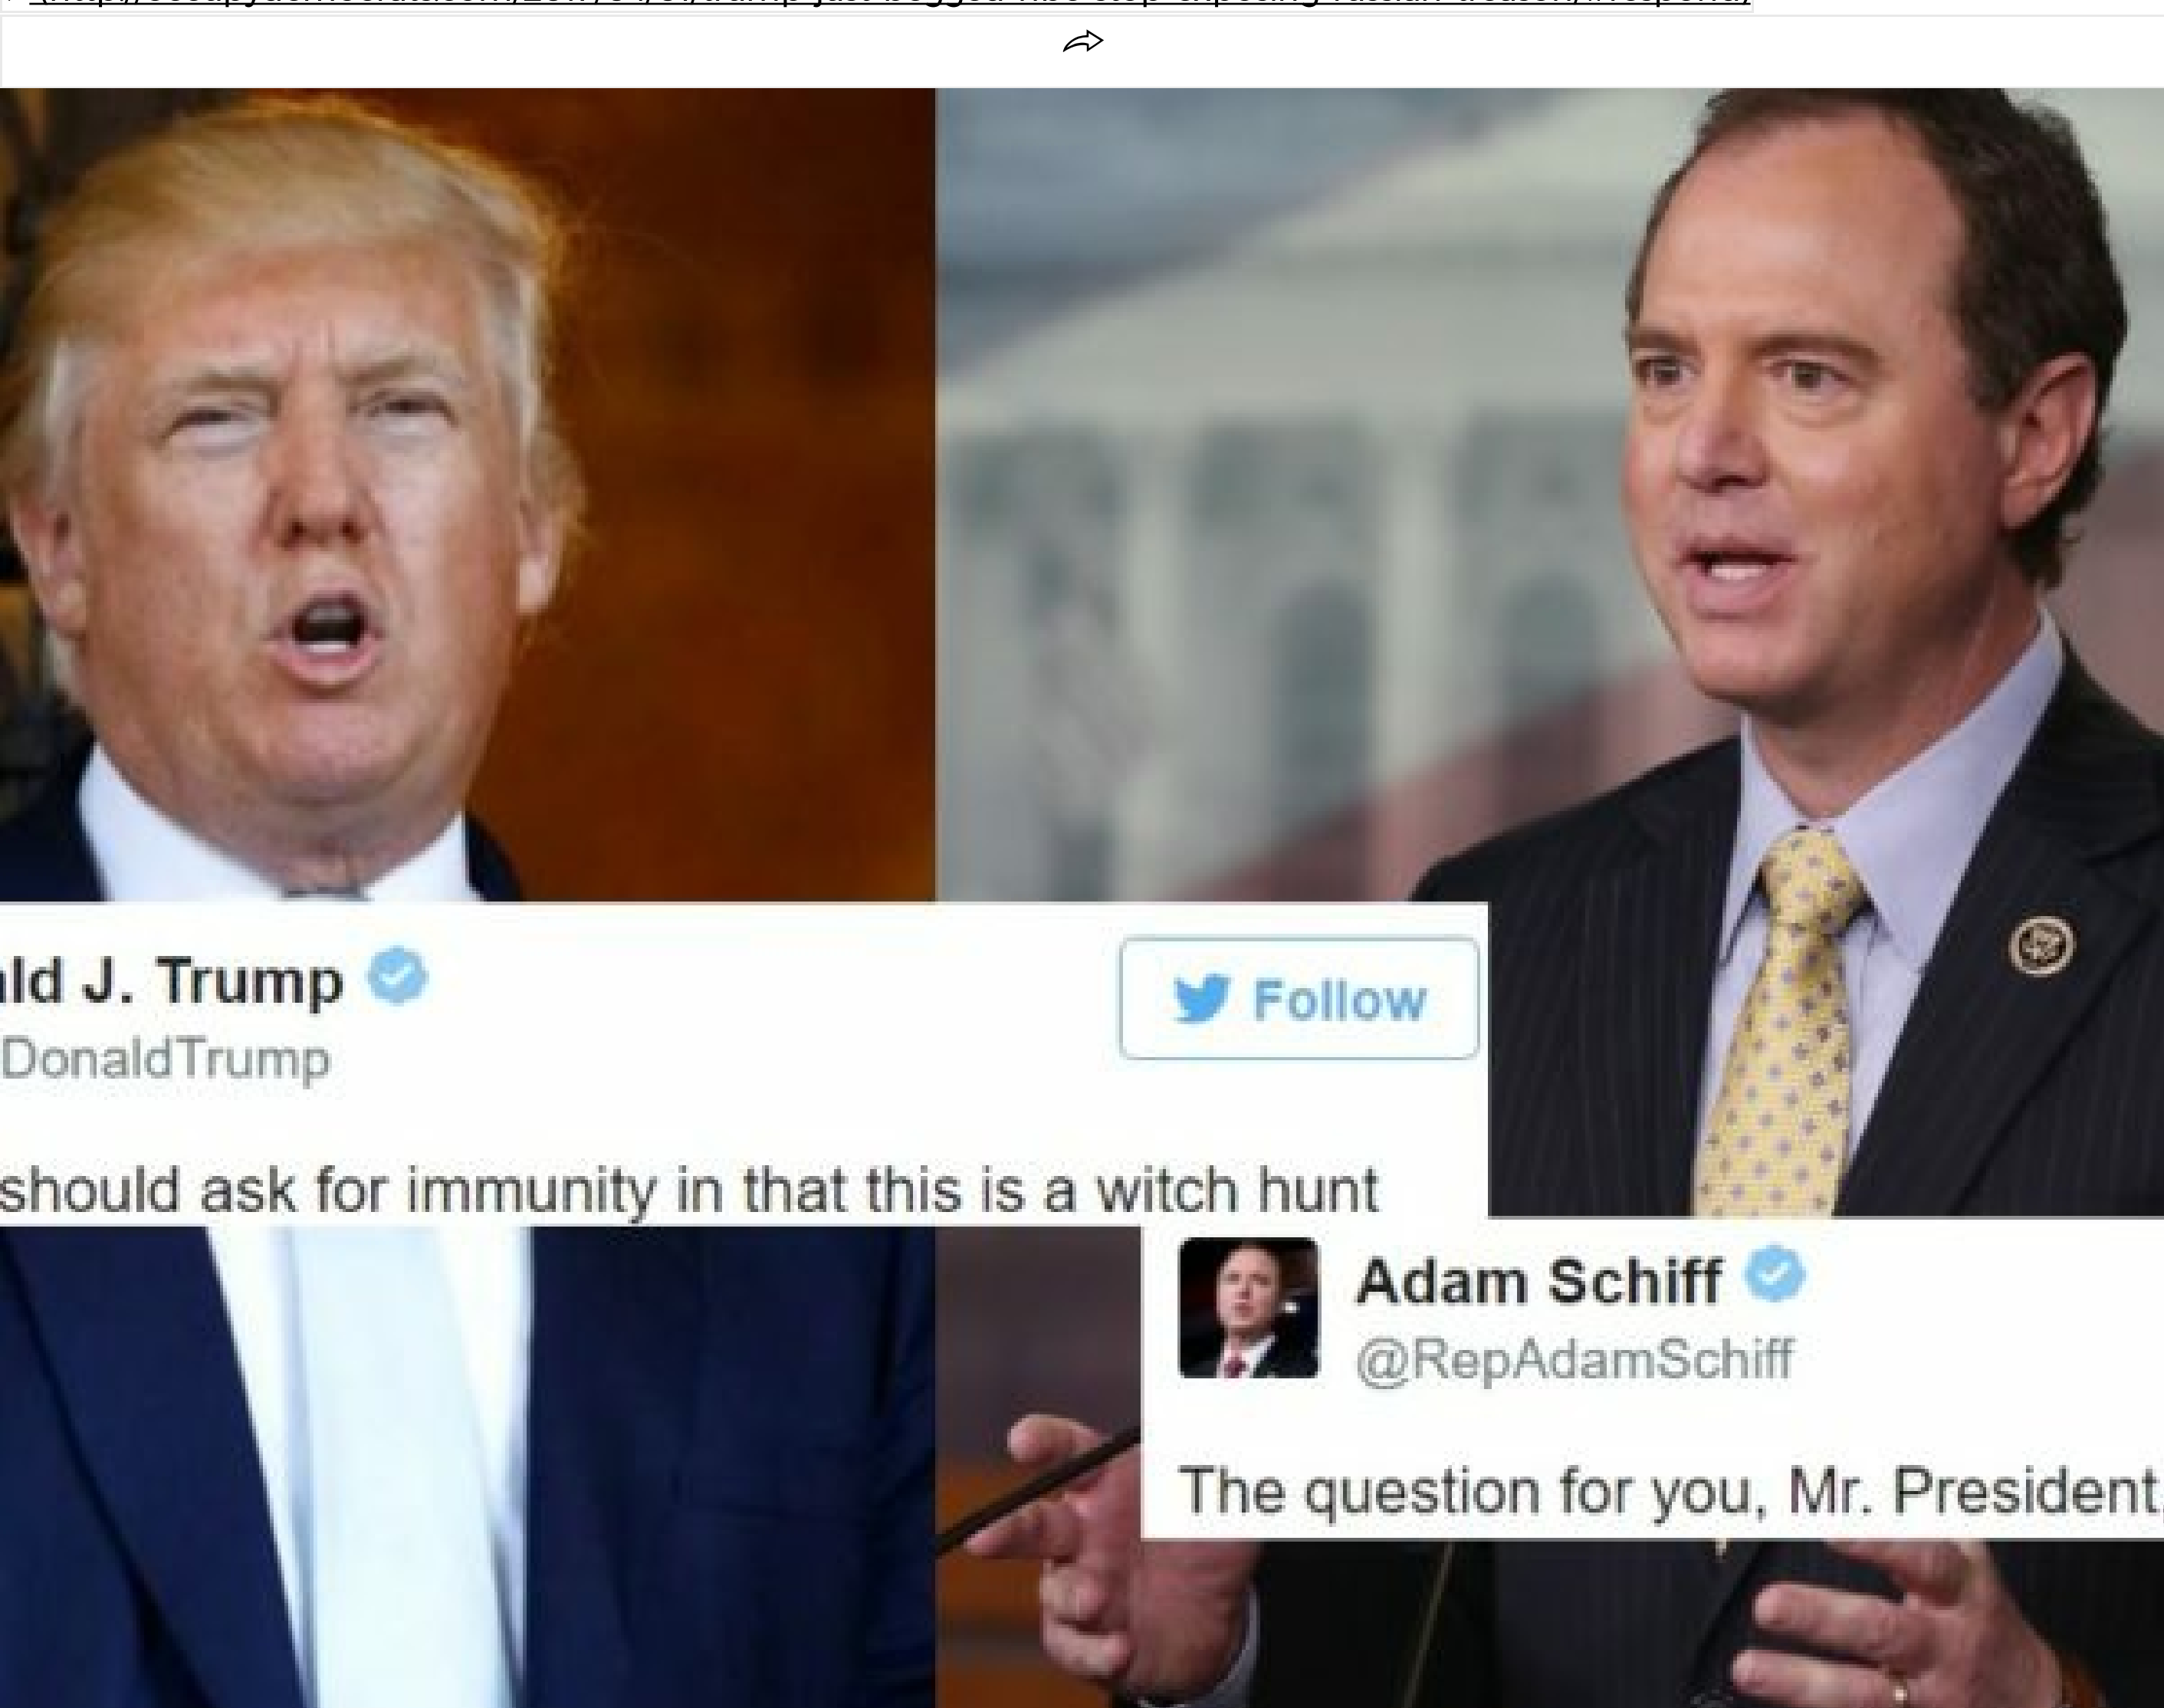 ald J. Trump
Follow
DonaldTrump
should ask for immunity in that this is a witch hunt
Adam Schiff
@RepAdamSchiff
The question for you, Mr. President,